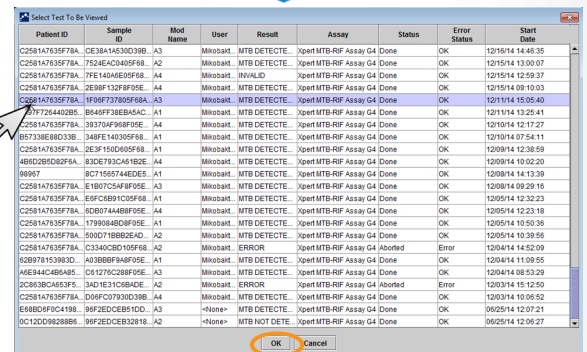 Select Test To Be Viewed
Patient ID Sample ID Mod Name User Result Assay Status Error Status Start Date
C2581A7635F78A... CE38A1A530D39B... A3 Mikobakt... MTB DETECTE... Xpert MTB-RIF Assay G4 Done OK 12/16/14 14:46:35
C2581A7635F78A... 7524EAC0405F68... A2 Mikobakt... MTB DETECTE... Xpert MTB-RIF Assay G4 Done OK 12/15/14 13:00:07
C2581A7635F78A... 7FE140A6E05F68... A4 Mikobakt... INVALID Xpert MTB-RIF Assay G4 Done OK 12/15/14 12:59:37
C2581A7635F78A... 2E98F132F8F05E... A4 Mikobakt... MTB DETECTE... Xpert MTB-RIF Assay G4 Done OK 12/15/14 09:10:03
C2581A7635F78A... 1F06F737805F68A... A3 Mikobakt... MTB DETECTE... Xpert MTB-RIF Assay G4 Done OK 12/11/14 15:05:40
97F7264402B5... B646FF38EBA5AC... A1 Mikobakt... MTB DETECTE... Xpert MTB-RIF Assay G4 Done OK 12/11/14 13:25:41
C2581A7635F78A... 39370AF968F05E... A4 Mikobakt... MTB DETECTE... Xpert MTB-RIF Assay G4 Done OK 12/10/14 12:17:27
B57338E88D33B... 348FE140305F68... A1 Mikobakt... MTB DETECTE... Xpert MTB-RIF Assay G4 Done OK 12/10/14 07:54:11
C2581A7635F78A... 2E3F150D605F68... A2 Mikobakt... MTB DETECTE... Xpert MTB-RIF Assay G4 Done OK 12/09/14 12:38:59
4B6D2B5D82F6A... 83DE793CA61B2E... A4 Mikobakt... MTB DETECTE... Xpert MTB-RIF Assay G4 Done OK 12/09/14 10:02:20
98967 8C71565744EDE5... A1 Mikobakt... MTB DETECTE... Xpert MTB-RIF Assay G4 Done OK 12/08/14 14:13:39
C2581A7635F78A... E1B07C5AF8F05E... A3 Mikobakt... MTB DETECTE... Xpert MTB-RIF Assay G4 Done OK 12/08/14 09:29:16
C2581A7635F78A... E6FC6B91C05F68... A1 Mikobakt... MTB DETECTE... Xpert MTB-RIF Assay G4 Done OK 12/05/14 12:32:23
C2581A7635F78A... 6DB074A4B8F05E... A4 Mikobakt... MTB DETECTE... Xpert MTB-RIF Assay G4 Done OK 12/05/14 12:23:18
C2581A7635F78A... 1799084BD8F05E... A1 Mikobakt... MTB DETECTE... Xpert MTB-RIF Assay G4 Done OK 12/05/14 10:50:36
C2581A7635F78A... 500D71BBB2EAD... A2 Mikobakt... MTB DETECTE... Xpert MTB-RIF Assay G4 Done OK 12/05/14 10:39:56
C2581A7635F78A... C3340CBD105F68... A2 Mikobakt... ERROR Xpert MTB-RIF Assay G4 Aborted Error 12/04/14 14:52:09
62B978153983D... A03BBBF9A8F05E... A1 Mikobakt... MTB DETECTE... Xpert MTB-RIF Assay G4 Done OK 12/04/14 11:09:55
A6E944C4B6A85... C61276C288F05E... A3 Mikobakt... MTB DETECTE... Xpert MTB-RIF Assay G4 Done OK 12/04/14 08:53:29
2C863BCA653F5... 3AD1E31C6BADE... A2 Mikobakt... ERROR Xpert MTB-RIF Assay G4 Aborted Error 12/03/14 15:12:50
C2581A7635F78A... D06FC07930D39B... A4 Mikobakt... MTB DETECTE... Xpert MTB-RIF Assay G4 Done OK 12/03/14 10:06:52
E68BD6F0C4198... 96F2EDCEB51DD... A3 <None> MTB DETECTE... Xpert MTB-RIF Assay G4 Done OK 06/25/14 12:07:21
0C12DD98288B6... 96F2EDCEB32818... A2 <None> MTB NOT DETE... Xpert MTB-RIF Assay G4 Done OK 06/25/14 12:06:27
OK Cancel